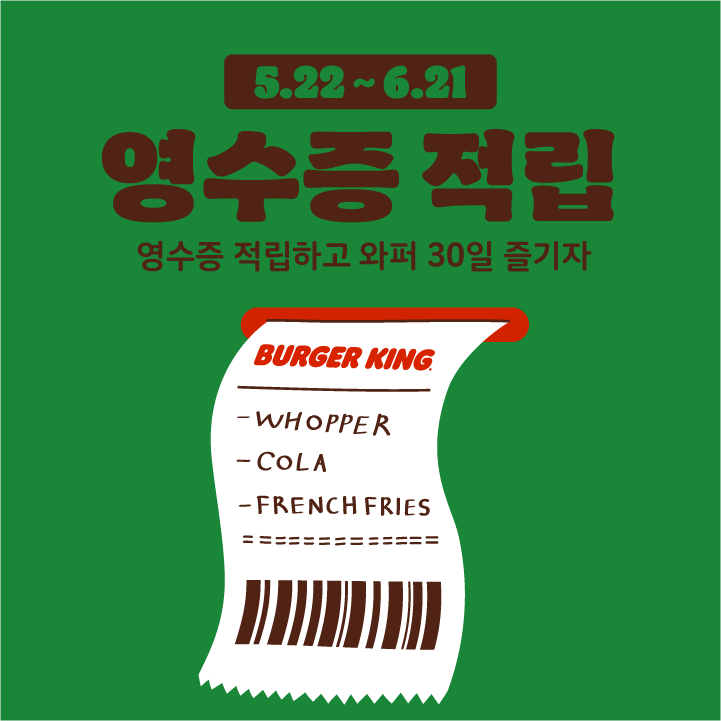 5.22 ~ 6.21
영수증 적립
영수증 적립하고 와퍼 30일 즐기자
BURGER KING.
- WHOPPER
- COLA
- FRENCH FRIES
=============